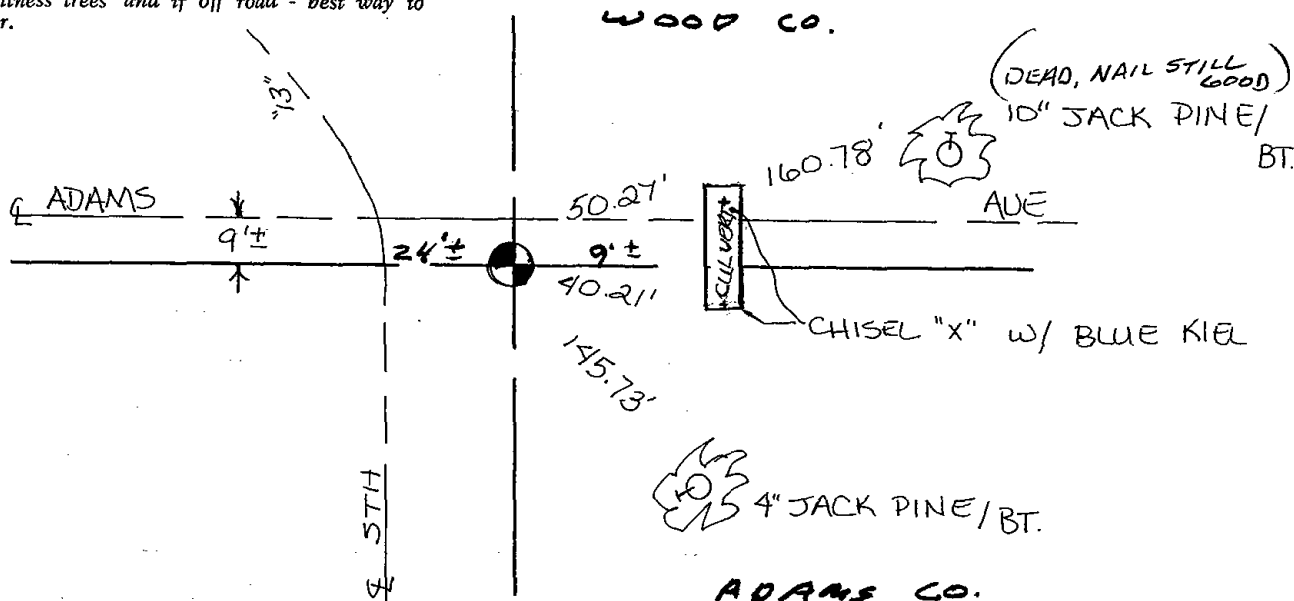 itness trees and if off road - best way to
r.
WOOD CO.
(DEAD, NAIL STILL
GOOD)
10" JACK PINE/
BT.
"13"
160.78'
℄ ADAMS
50.27'
AVE
9'±
24'±
9'±
CULVERT
40.21'
CHISEL "X" W/ BLUE KIEL
145.73'
4" JACK PINE/BT.
℄ 5TH
ADAMS CO.